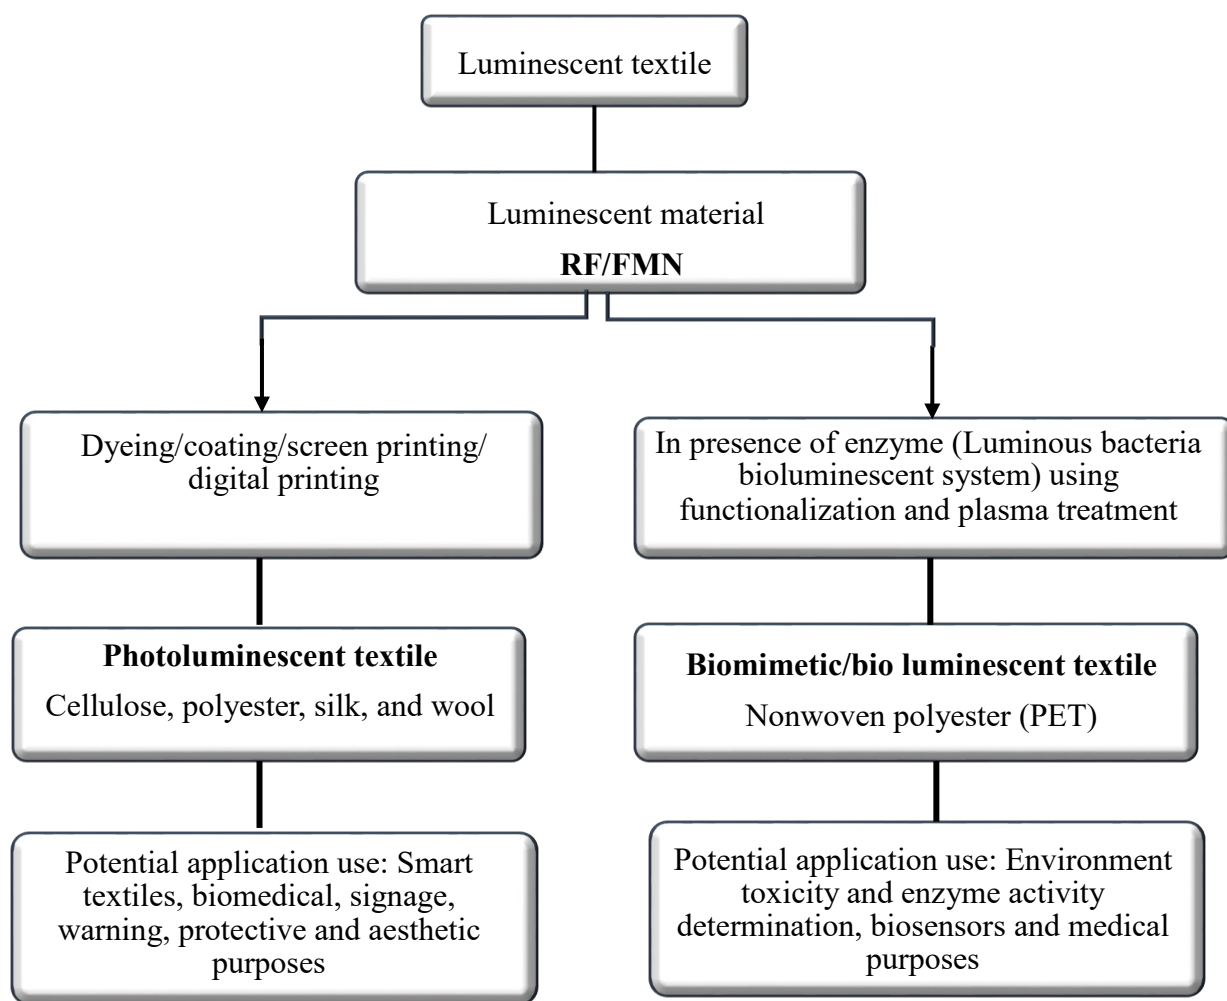 Luminescent textile
Luminescent material
RF/FMN
Dyeing/coating/screen printing/
digital printing
In presence of enzyme (Luminous bacteria
bioluminescent system) using
functionalization and plasma treatment
Photoluminescent textile
Cellulose, polyester, silk, and wool
Biomimetic/bio luminescent textile
Nonwoven polyester (PET)
Potential application use: Smart
textiles, biomedical, signage,
warning, protective and aesthetic
purposes
Potential application use: Environment
toxicity and enzyme activity
determination, biosensors and medical
purposes